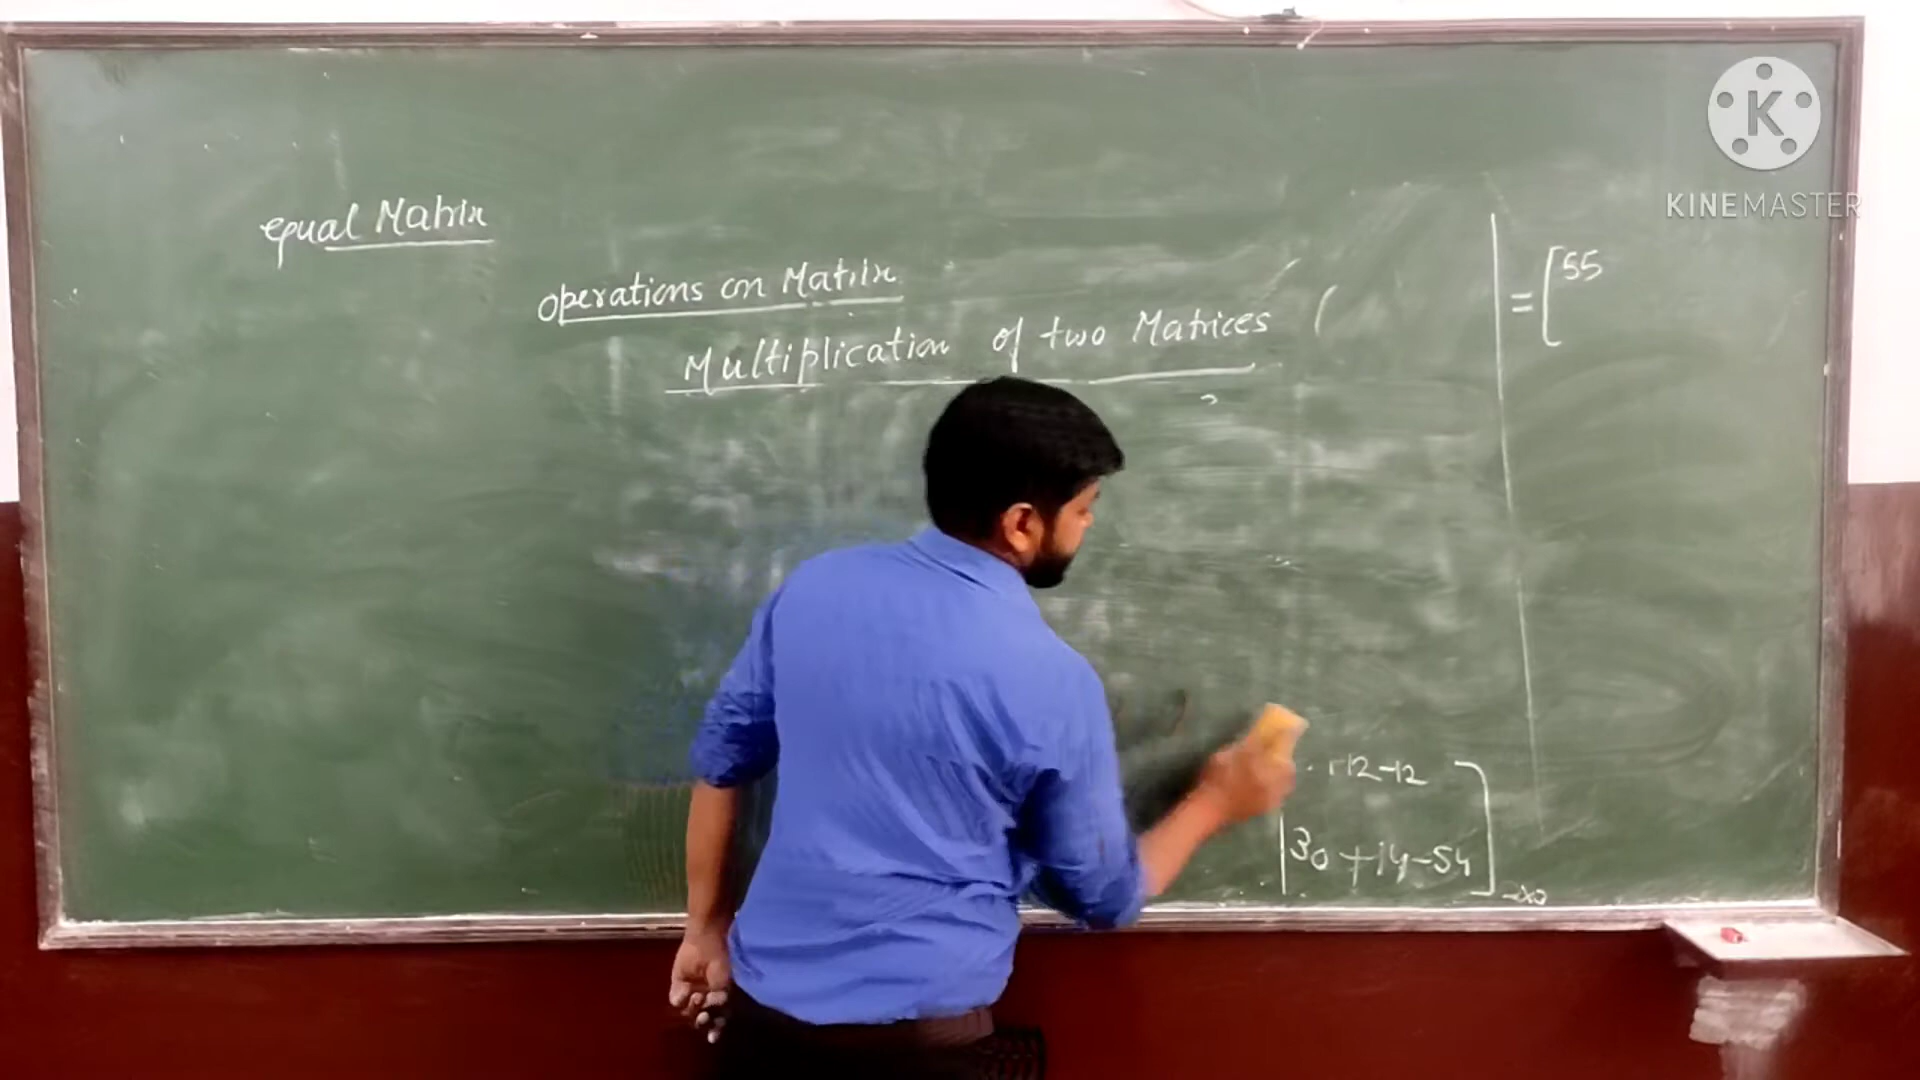 equal Matrix
operations on Matrix
Multiplication of two Matrices (
= [55
+12-12
30+14-54
K
KINEMASTER